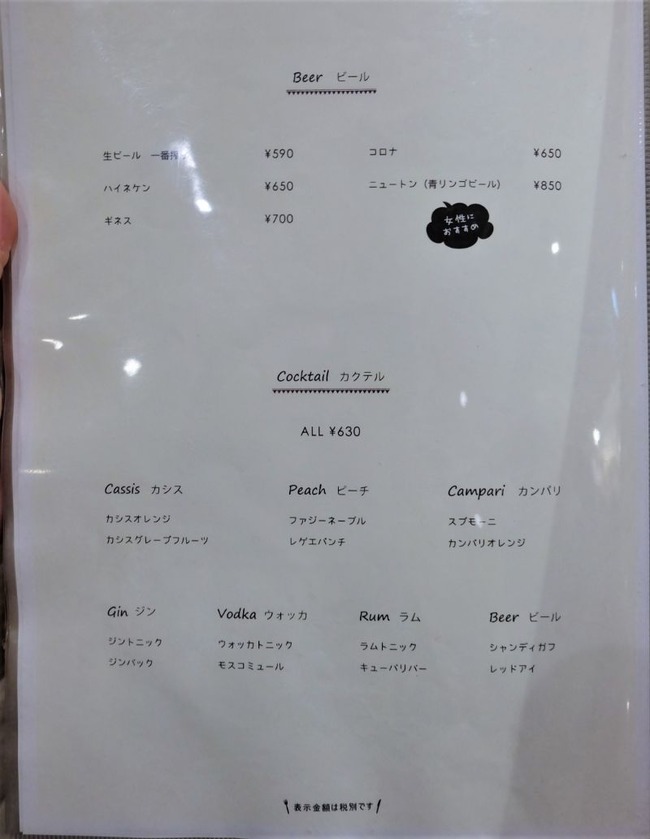 Beer ビール
生ビール 一番搾り ¥590
ハイネケン ¥650
ギネス ¥700
コロナ ¥650
ニュートン (青リンゴビール) ¥850
女性に
おすすめ
Cocktail カクテル
ALL ¥630
Cassis カシス
カシスオレンジ
カシスグレープフルーツ
Peach ピーチ
ファジーネーブル
レゲエパンチ
Campari カンパリ
スプモーニ
カンパリオレンジ
Gin ジン
ジントニック
ジンバック
Vodka ウォッカ
ウォッカトニック
モスコミュール
Rum ラム
ラムトニック
キューバリバー
Beer ビール
シャンディガフ
レッドアイ
表示金額は税別です